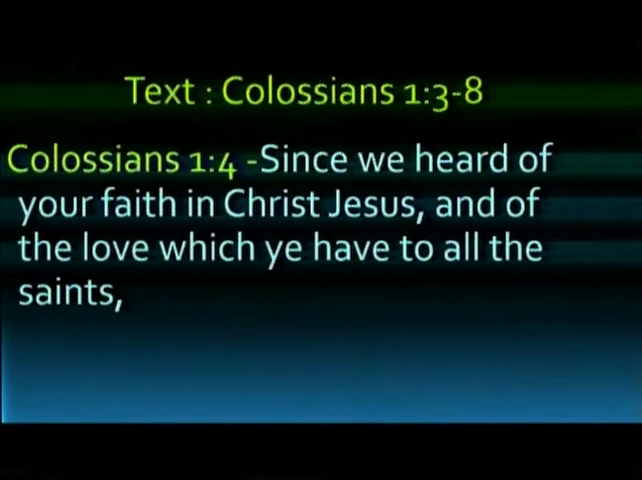 Text : Colossians 1:3-8
Colossians 1:4 -Since we heard of
your faith in Christ Jesus, and of
the love which ye have to all the
saints,